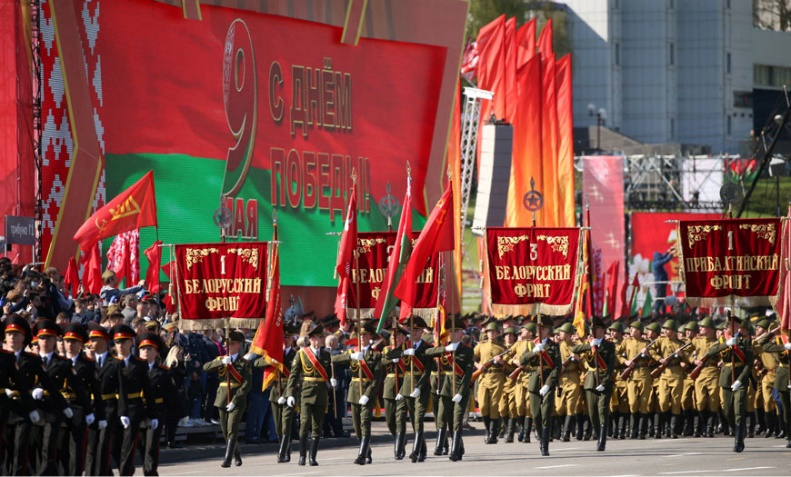 9
МАЯ
С ДНЁМ
ПОБЕДЫ!
1
БЕЛОРУССКИЙ
ФРОНТ
3
БЕЛОРУССКИЙ
ФРОНТ
1
ПРИБАЛТИЙСКИЙ
ФРОНТ